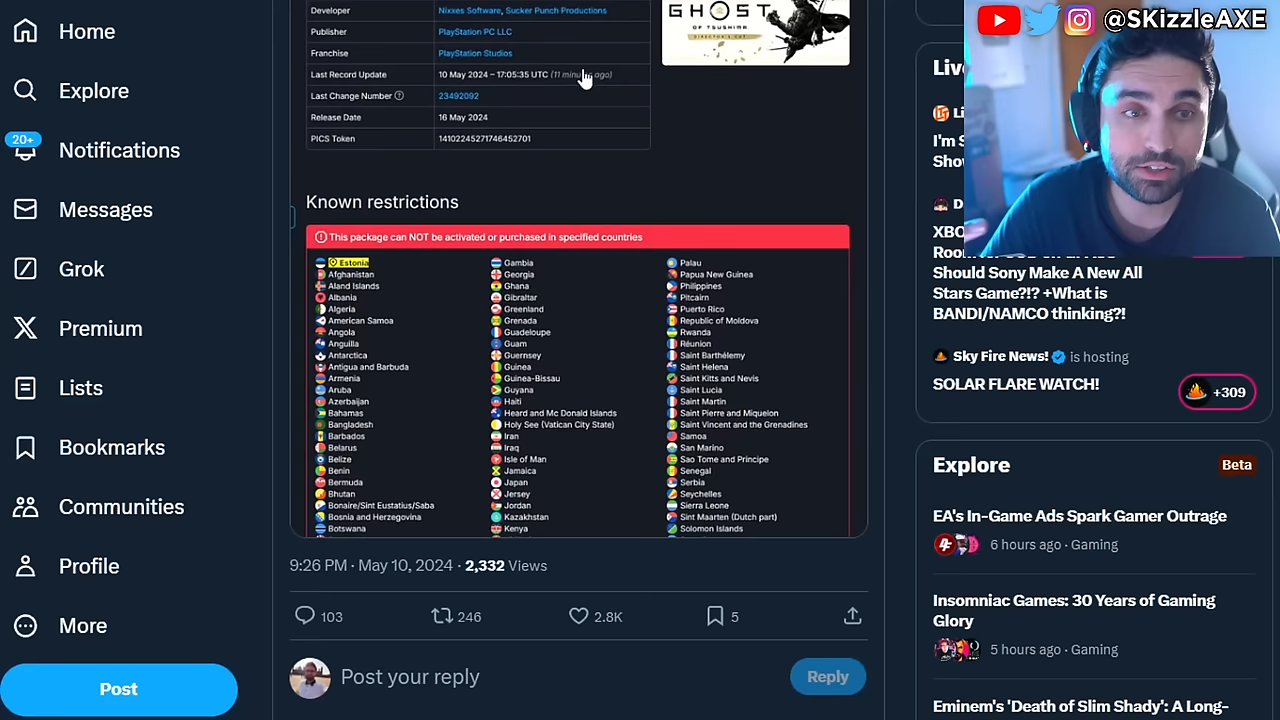 Home
Explore
20+
Notifications
Messages
Grok
Premium
Lists
Bookmarks
Communities
Profile
More
Post
Developer Nixxes Software, Sucker Punch Productions
Publisher PlayStation PC LLC
Franchise PlayStation Studios
Last Record Update 10 May 2024 – 17:05:35 UTC (11 ago)
Last Change Number 23492092
Release Date 16 May 2024
PICS Token 14102245271746452701
GHOST
OF TSUSHIMA
DIRECTOR'S CUT
Known restrictions
This package can NOT be activated or purchased in specified countries
Estonia
Afghanistan
Aland Islands
Albania
Algeria
American Samoa
Angola
Anguilla
Antarctica
Antigua and Barbuda
Armenia
Aruba
Azerbaijan
Bahamas
Bangladesh
Barbados
Belarus
Belize
Benin
Bermuda
Bhutan
Bonaire/Sint Eustatius/Saba
Bosnia and Herzegovina
Botswana
Gambia
Georgia
Ghana
Gibraltar
Greenland
Grenada
Guadeloupe
Guam
Guernsey
Guinea
Guinea-Bissau
Guyana
Haiti
Heard and Mc Donald Islands
Holy See (Vatican City State)
Iran
Iraq
Isle of Man
Jamaica
Japan
Jersey
Jordan
Kazakhstan
Kenya
Palau
Papua New Guinea
Philippines
Pitcairn
Puerto Rico
Republic of Moldova
Rwanda
Réunion
Saint Barthélemy
Saint Helena
Saint Kitts and Nevis
Saint Lucia
Saint Martin
Saint Pierre and Miquelon
Saint Vincent and the Grenadines
Samoa
San Marino
Sao Tome and Principe
Senegal
Serbia
Seychelles
Sierra Leone
Sint Maarten (Dutch part)
Solomon Islands
9:26 PM · May 10, 2024 · 2,332 Views
103 246 2.8K 5
Post your reply
Reply
@SKizzleAXE
I'm S
Show
XBO
Room
Should Sony Make A New All
Stars Game?!? +What is
BANDI/NAMCO thinking?!
Sky Fire News! is hosting
SOLAR FLARE WATCH!
+309
Explore
Beta
EA's In-Game Ads Spark Gamer Outrage
6 hours ago · Gaming
Insomniac Games: 30 Years of Gaming
Glory
5 hours ago · Gaming
Eminem's 'Death of Slim Shady': A Long-